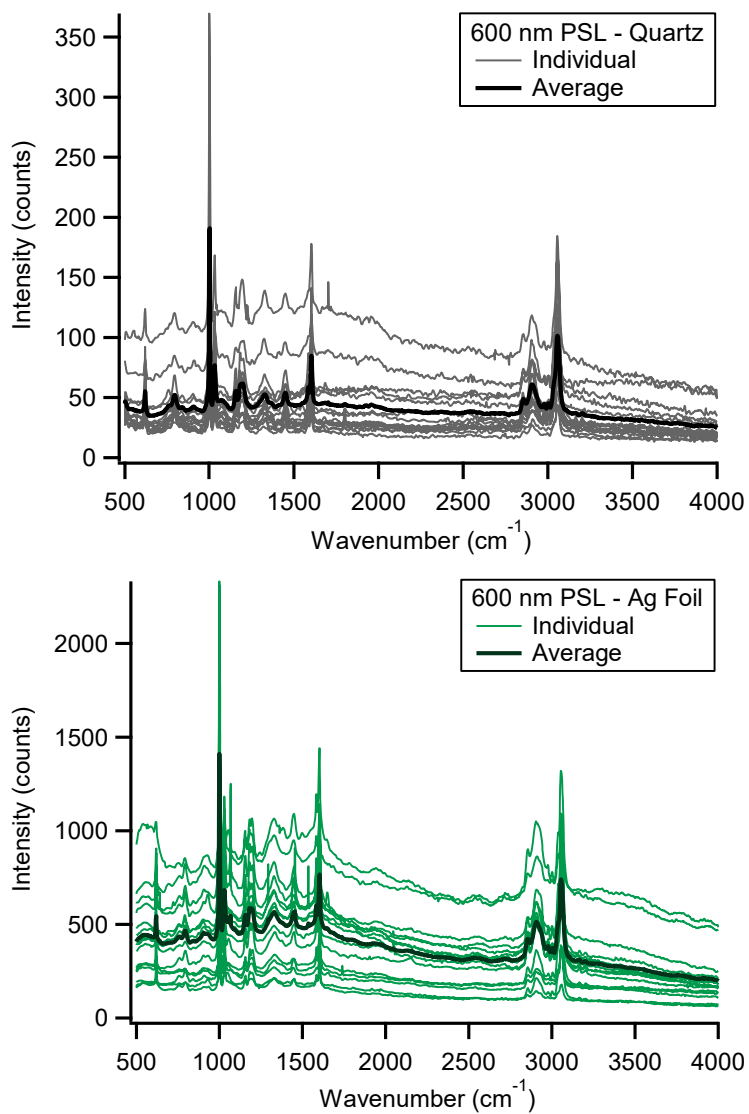 600 nm PSL - Quartz
Individual
Average
Intensity (counts)
350
300
250
200
150
100
50
0
500 1000 1500 2000 2500 3000 3500 4000
Wavenumber (cm⁻¹)
600 nm PSL - Ag Foil
Individual
Average
Intensity (counts)
2000
1500
1000
500
0
500 1000 1500 2000 2500 3000 3500 4000
Wavenumber (cm⁻¹)